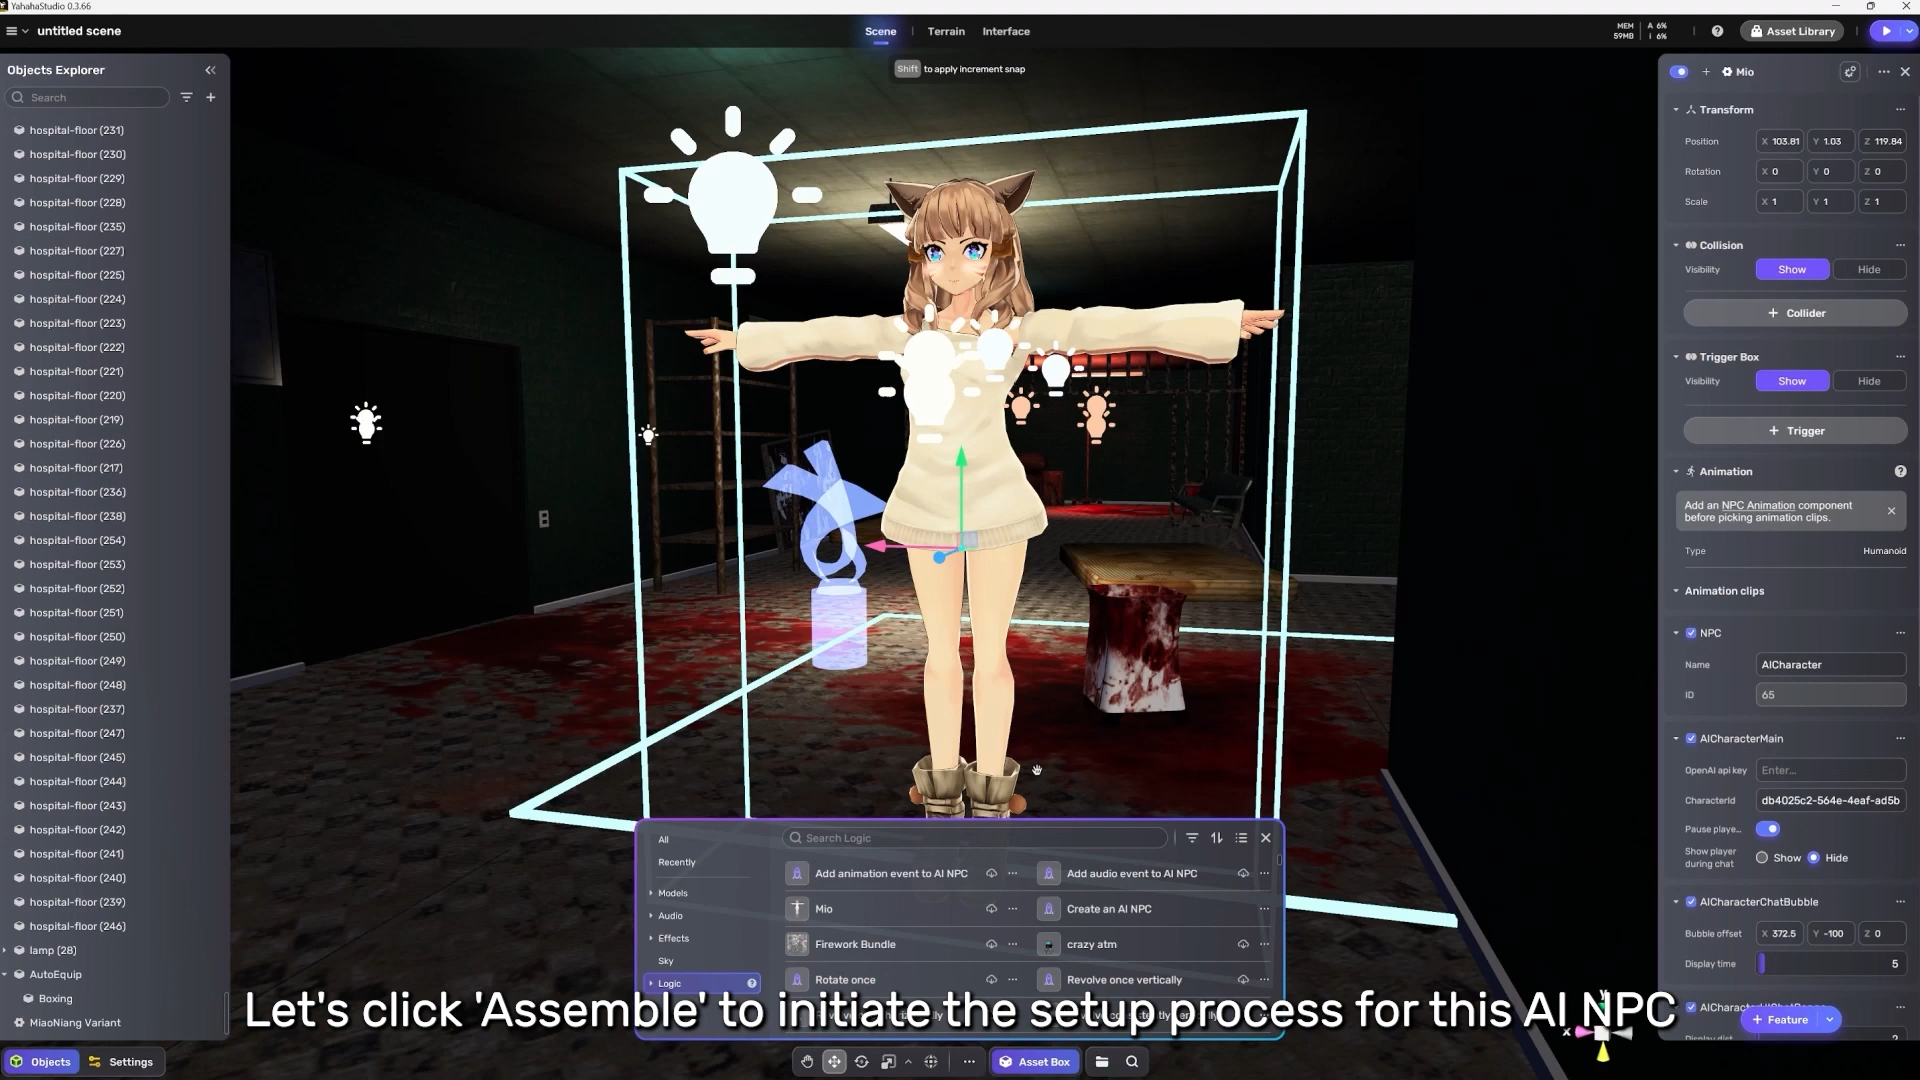 YahahaStudio 0.3.66
untitled scene
Scene
Terrain
Interface
MEM
59MB
A 6%
I 6%
Asset Library
Shift to apply increment snap
Objects Explorer
Search
hospital-floor (231)
hospital-floor (230)
hospital-floor (229)
hospital-floor (228)
hospital-floor (235)
hospital-floor (227)
hospital-floor (225)
hospital-floor (224)
hospital-floor (223)
hospital-floor (222)
hospital-floor (221)
hospital-floor (220)
hospital-floor (219)
hospital-floor (226)
hospital-floor (217)
hospital-floor (236)
hospital-floor (238)
hospital-floor (254)
hospital-floor (253)
hospital-floor (252)
hospital-floor (251)
hospital-floor (250)
hospital-floor (249)
hospital-floor (248)
hospital-floor (237)
hospital-floor (247)
hospital-floor (245)
hospital-floor (244)
hospital-floor (243)
hospital-floor (242)
hospital-floor (241)
hospital-floor (240)
hospital-floor (239)
hospital-floor (246)
lamp (28)
AutoEquip
Boxing
MiaoNiang Variant
Objects
Settings
All
Recently
Models
Audio
Effects
Sky
Logic
Search Logic
Add animation event to AI NPC
Add audio event to AI NPC
Mio
Create an AI NPC
Firework Bundle
crazy atm
Rotate once
Revolve once vertically
Let's click 'Assemble' to initiate the setup process for this AI NPC
Asset Box
Mio
Transform
Position X 103.81 Y 1.03 Z 119.84
Rotation X 0 Y 0 Z 0
Scale X 1 Y 1 Z 1
Collision
Visibility Show Hide
+ Collider
Trigger Box
Visibility Show Hide
+ Trigger
Animation
Add an NPC Animation component
before picking animation clips.
Type Humanoid
Animation clips
NPC
Name AICharacter
ID 65
AICharacterMain
OpenAI api key Enter...
CharacterId db4025c2-564e-4eaf-ad5b
Pause playe...
Show player
during chat
Show Hide
AICharacterChatBubble
Bubble offset X 372.5 Y -100 Z 0
Display time 5
+ Feature
X
Y